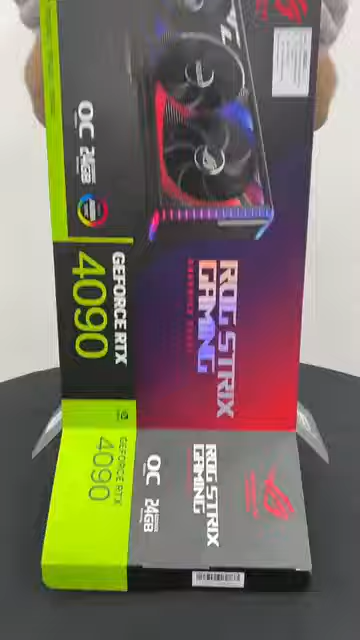 OC 24GB
GEFORCE RTX
4090
ROG STRIX
GAMING
GEFORCE RTX
4090
OC 24GB
ROG STRIX
GAMING